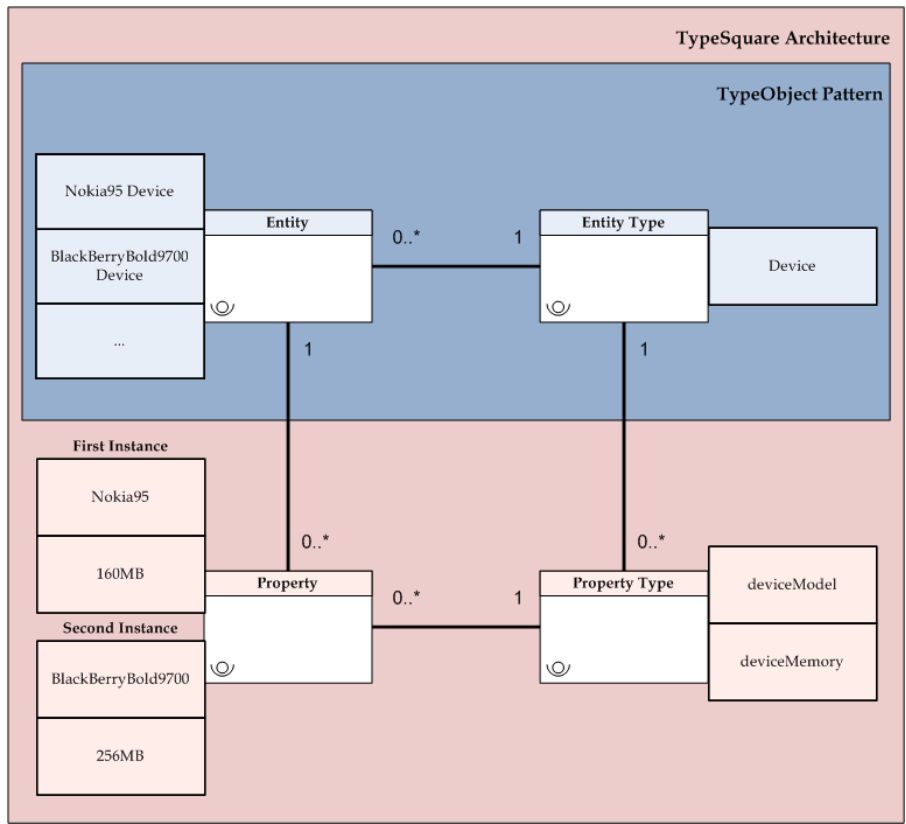 TypeSquare Architecture
TypeObject Pattern
Nokia95 Device
BlackBerryBold9700
Device
...
Entity
0..*
1
Entity Type
Device
1
1
First Instance
Nokia95
160MB
0..*
0..*
Property
0..*
1
Property Type
deviceModel
deviceMemory
Second Instance
BlackBerryBold9700
256MB